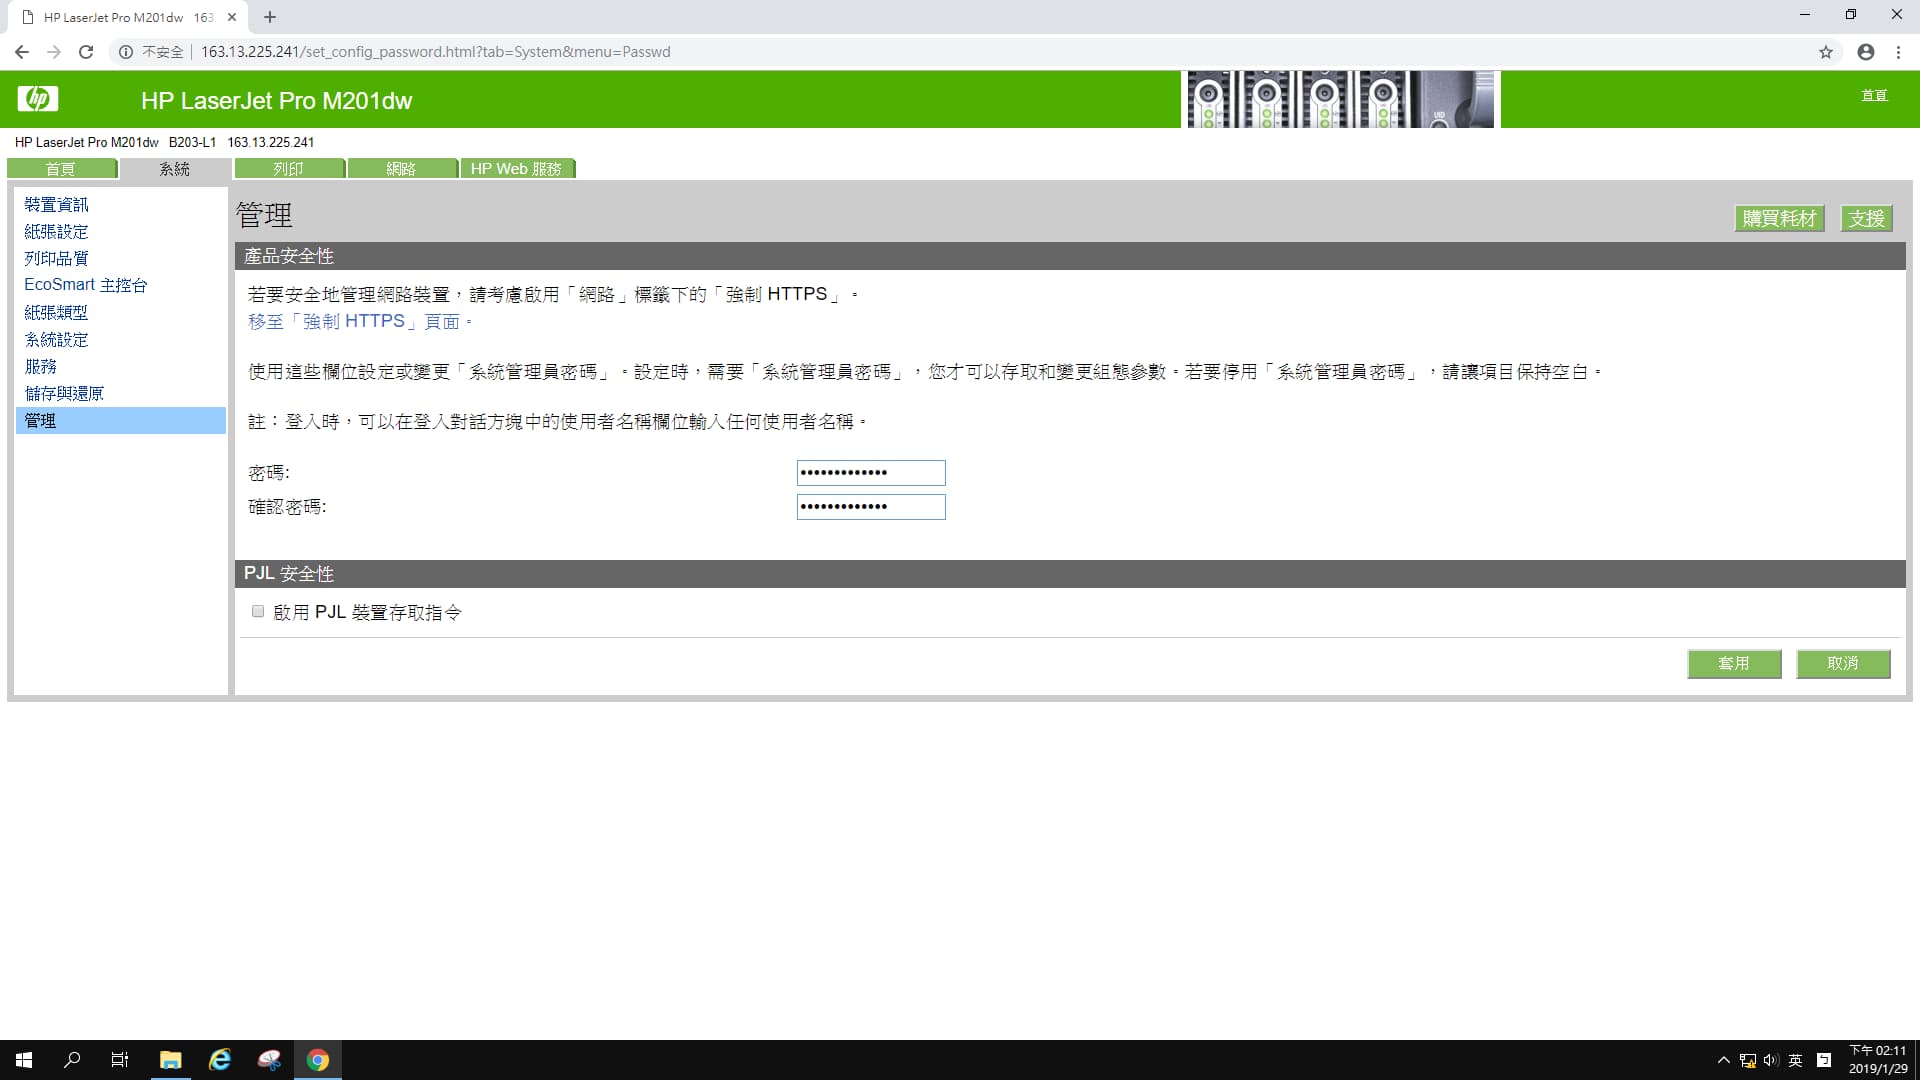 HP LaserJet Pro M201dw 163
不安全 163.13.225.241/set_config_password.html?tab=System&menu=Passwd
hp
HP LaserJet Pro M201dw
UID
首頁
HP LaserJet Pro M201dw B203-L1 163.13.225.241
首頁 系統 列印 網路 HP Web 服務
裝置資訊
紙張設定
列印品質
EcoSmart 主控台
紙張類型
系統設定
服務
儲存與還原
管理
管理
購買耗材 支援
產品安全性
若要安全地管理網路裝置，請考慮啟用「網路」標籤下的「強制 HTTPS」。
移至「強制 HTTPS」頁面。
使用這些欄位設定或變更「系統管理員密碼」。設定時，需要「系統管理員密碼」，您才可以存取和變更組態參數。若要停用「系統管理員密碼」，請讓項目保持空白。
註：登入時，可以在登入對話方塊中的使用者名稱欄位輸入任何使用者名稱。
密碼: •••••••••••••
確認密碼: •••••••••••••
PJL 安全性
啟用 PJL 裝置存取指令
套用 取消
英
下午 02:11
2019/1/29